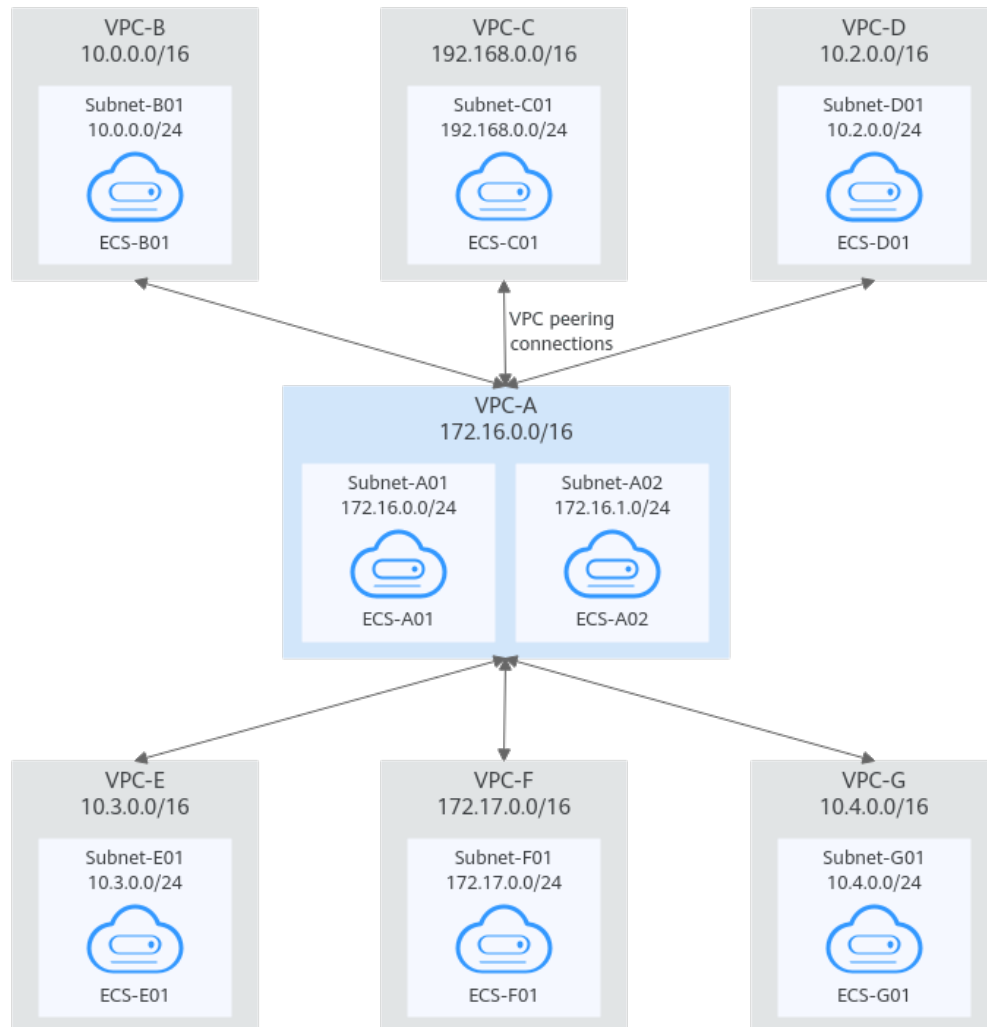 VPC-B
10.0.0.0/16
Subnet-B01
10.0.0.0/24
ECS-B01
VPC-C
192.168.0.0/16
Subnet-C01
192.168.0.0/24
ECS-C01
VPC-D
10.2.0.0/16
Subnet-D01
10.2.0.0/24
ECS-D01
VPC peering
connections
VPC-A
172.16.0.0/16
Subnet-A01
172.16.0.0/24
ECS-A01
Subnet-A02
172.16.1.0/24
ECS-A02
VPC-E
10.3.0.0/16
Subnet-E01
10.3.0.0/24
ECS-E01
VPC-F
172.17.0.0/16
Subnet-F01
172.17.0.0/24
ECS-F01
VPC-G
10.4.0.0/16
Subnet-G01
10.4.0.0/24
ECS-G01